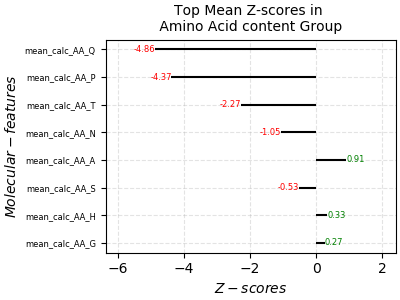 Top Mean Z-scores in
Amino Acid content Group
Molecular − features
mean_calc_AA_Q
-4.86
mean_calc_AA_P
-4.37
mean_calc_AA_T
-2.27
mean_calc_AA_N
-1.05
mean_calc_AA_A
0.91
mean_calc_AA_S
-0.53
mean_calc_AA_H
0.33
mean_calc_AA_G
0.27
−6 −4 −2 0 2
Z − scores